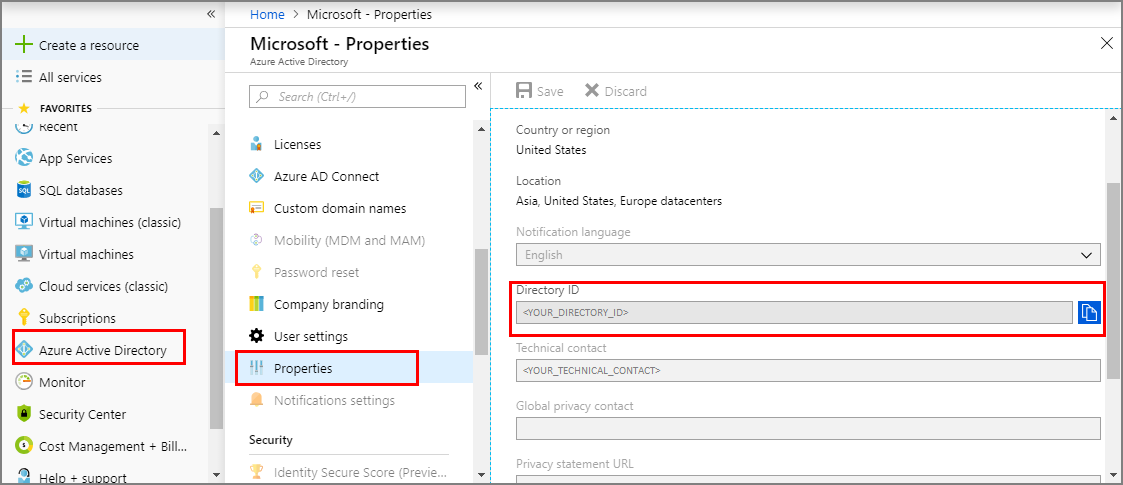 «
Create a resource
All services
FAVORITES
Recent
App Services
SQL databases
Virtual machines (classic)
Virtual machines
Cloud services (classic)
Subscriptions
Azure Active Directory
Monitor
Security Center
Cost Management + Bill...
Help + support
Home > Microsoft - Properties
Microsoft - Properties
Azure Active Directory
Search (Ctrl+/)
«
Licenses
Azure AD Connect
Custom domain names
Mobility (MDM and MAM)
Password reset
Company branding
User settings
Properties
Notifications settings
Security
Identity Secure Score (Previe...
Save Discard
Country or region
United States
Location
Asia, United States, Europe datacenters
Notification language
English
Directory ID
<YOUR_DIRECTORY_ID>
Technical contact
<YOUR_TECHNICAL_CONTACT>
Global privacy contact
Privacy statement URL